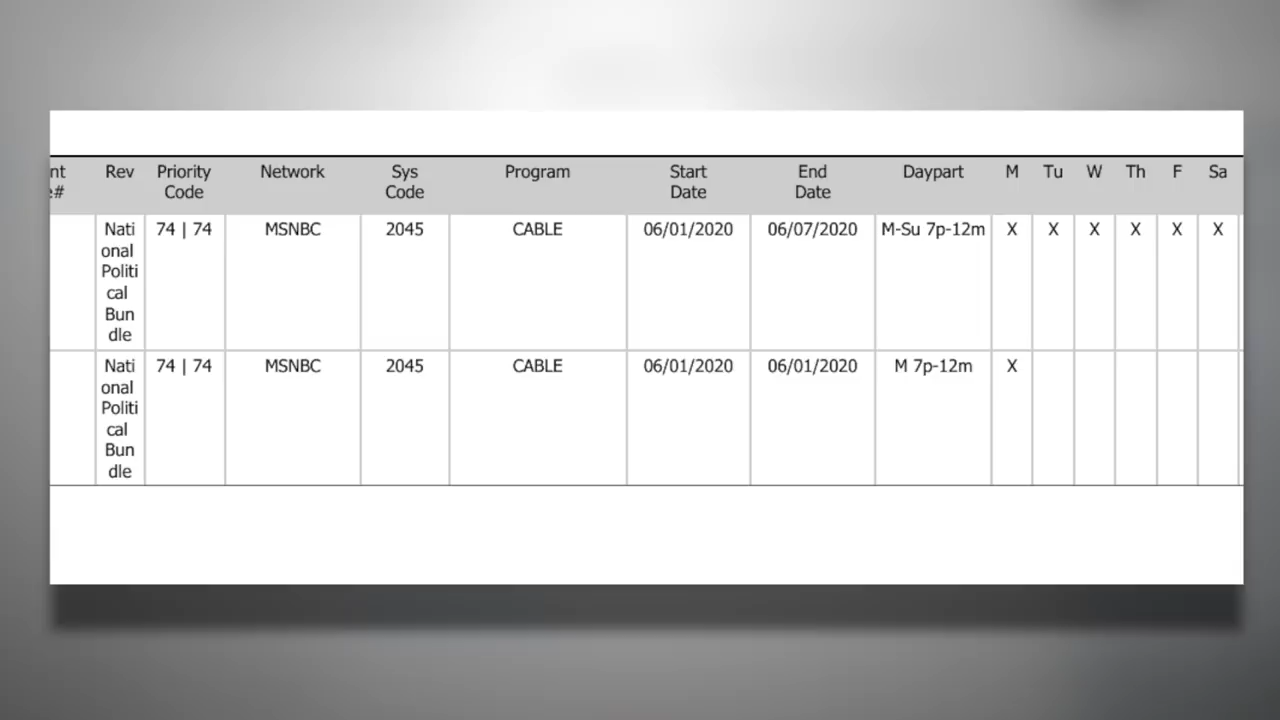 nt Rev Priority Network Sys Program Start End Daypart M Tu W Th F Sa
e# Code Code Date Date
Nati 74 | 74 MSNBC 2045 CABLE 06/01/2020 06/07/2020 M-Su 7p-12m X X X X X X
onal
Politi
cal
Bun
dle
Nati 74 | 74 MSNBC 2045 CABLE 06/01/2020 06/01/2020 M 7p-12m X
onal
Politi
cal
Bun
dle